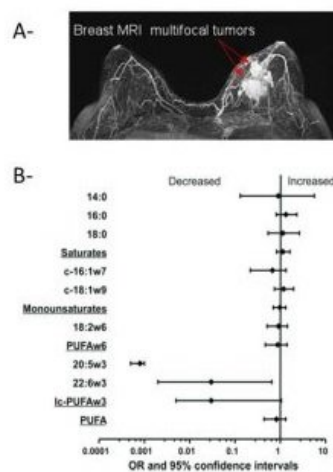 A-
Breast MRI multifocal tumors
B-
Decreased Increased
14:0
16:0
18:0
Saturates
c-16:1w7
c-18:1w9
Monounsaturates
18:2w6
PUFAw6
20:5w3
22:6w3
lc-PUFAw3
PUFA
0.0001 0.001 0.01 0.1 1 10
OR and 95% confidence intervals